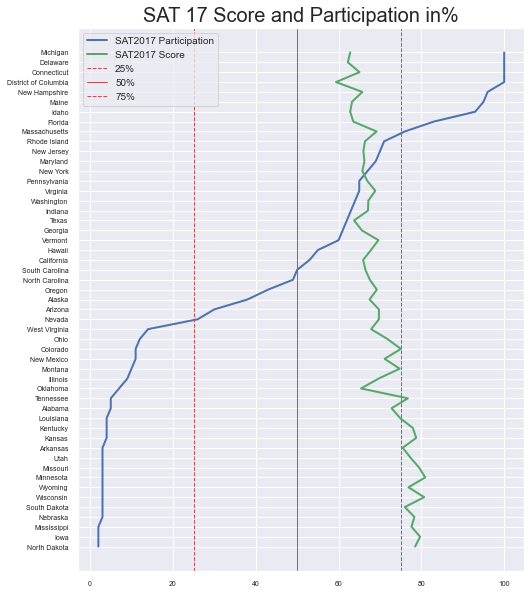 SAT 17 Score and Participation in%
SAT2017 Participation
SAT2017 Score
25%
50%
75%
Michigan
Delaware
Connecticut
District of Columbia
New Hampshire
Maine
Idaho
Florida
Massachusetts
Rhode Island
New Jersey
Maryland
New York
Pennsylvania
Virginia
Washington
Indiana
Texas
Georgia
Vermont
Hawaii
California
South Carolina
North Carolina
Oregon
Alaska
Arizona
Nevada
West Virginia
Ohio
Colorado
New Mexico
Montana
Illinois
Oklahoma
Tennessee
Alabama
Louisiana
Kentucky
Kansas
Arkansas
Utah
Missouri
Minnesota
Wyoming
Wisconsin
South Dakota
Nebraska
Mississippi
Iowa
North Dakota
0 20 40 60 80 100